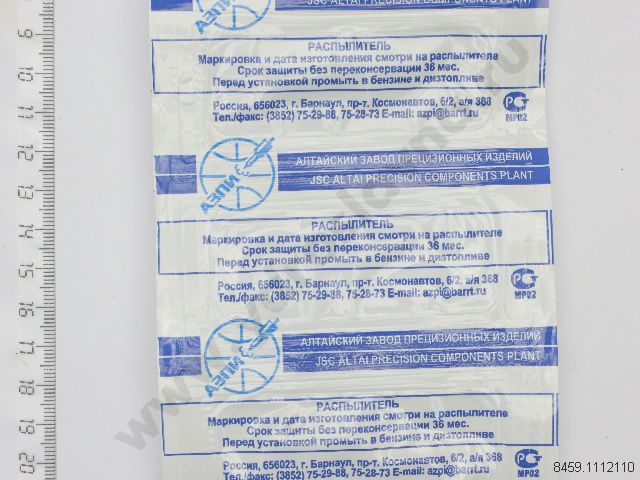 JSC ALTAI PRECISION COMPONENTS PLANT
АЗПИ
РАСПЫЛИТЕЛЬ
Маркировка и дата изготовления смотри на распылителе
Срок защиты без переконсервации 36 мес.
Перед установкой промыть в бензине и дизтопливе
Россия, 656023, г. Барнаул, пр-т. Космонавтов, 6/2, а/я 368
Тел./факс: (3852) 75-29-88, 75-28-73 E-mail: azpi@barrt.ru
МР02
АЗПИ
АЛТАЙСКИЙ ЗАВОД ПРЕЦИЗИОННЫХ ИЗДЕЛИЙ
JSC ALTAI PRECISION COMPONENTS PLANT
РАСПЫЛИТЕЛЬ
Маркировка и дата изготовления смотри на распылителе
Срок защиты без переконсервации 36 мес.
Перед установкой промыть в бензине и дизтопливе
Россия, 656023, г. Барнаул, пр-т. Космонавтов, 6/2, а/я 368
Тел./факс: (3852) 75-29-88, 75-28-73 E-mail: azpi@barrt.ru
МР02
АЗПИ
АЛТАЙСКИЙ ЗАВОД ПРЕЦИЗИОННЫХ ИЗДЕЛИЙ
JSC ALTAI PRECISION COMPONENTS PLANT
РАСПЫЛИТЕЛЬ
Маркировка и дата изготовления смотри на распылителе
Срок защиты без переконсервации 36 мес.
Перед установкой промыть в бензине и дизтопливе
Россия, 656023, г. Барнаул, пр-т. Космонавтов, 6/2, а/я 368
МР02
9
10
11
12
13
14
15
16
17
18
19
20
8459.1112110